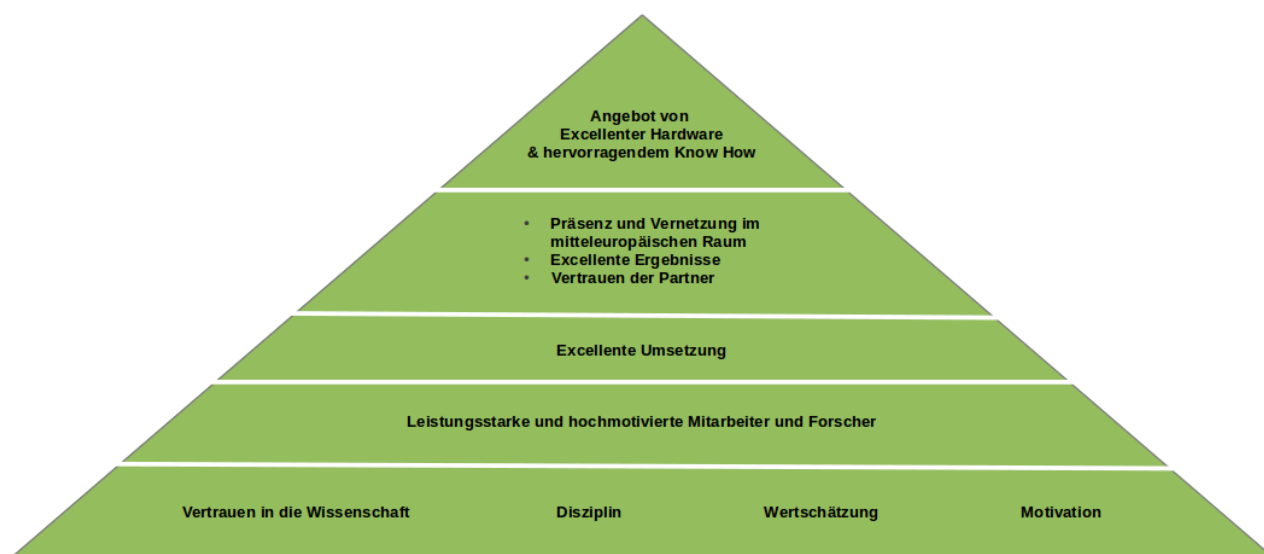 Angebot von
Excellenter Hardware
& hervorragendem Know How
• Präsenz und Vernetzung im
mitteleuropäischen Raum
• Excellente Ergebnisse
• Vertrauen der Partner
Excellente Umsetzung
Leistungsstarke und hochmotivierte Mitarbeiter und Forscher
Vertrauen in die Wissenschaft Disziplin Wertschätzung Motivation